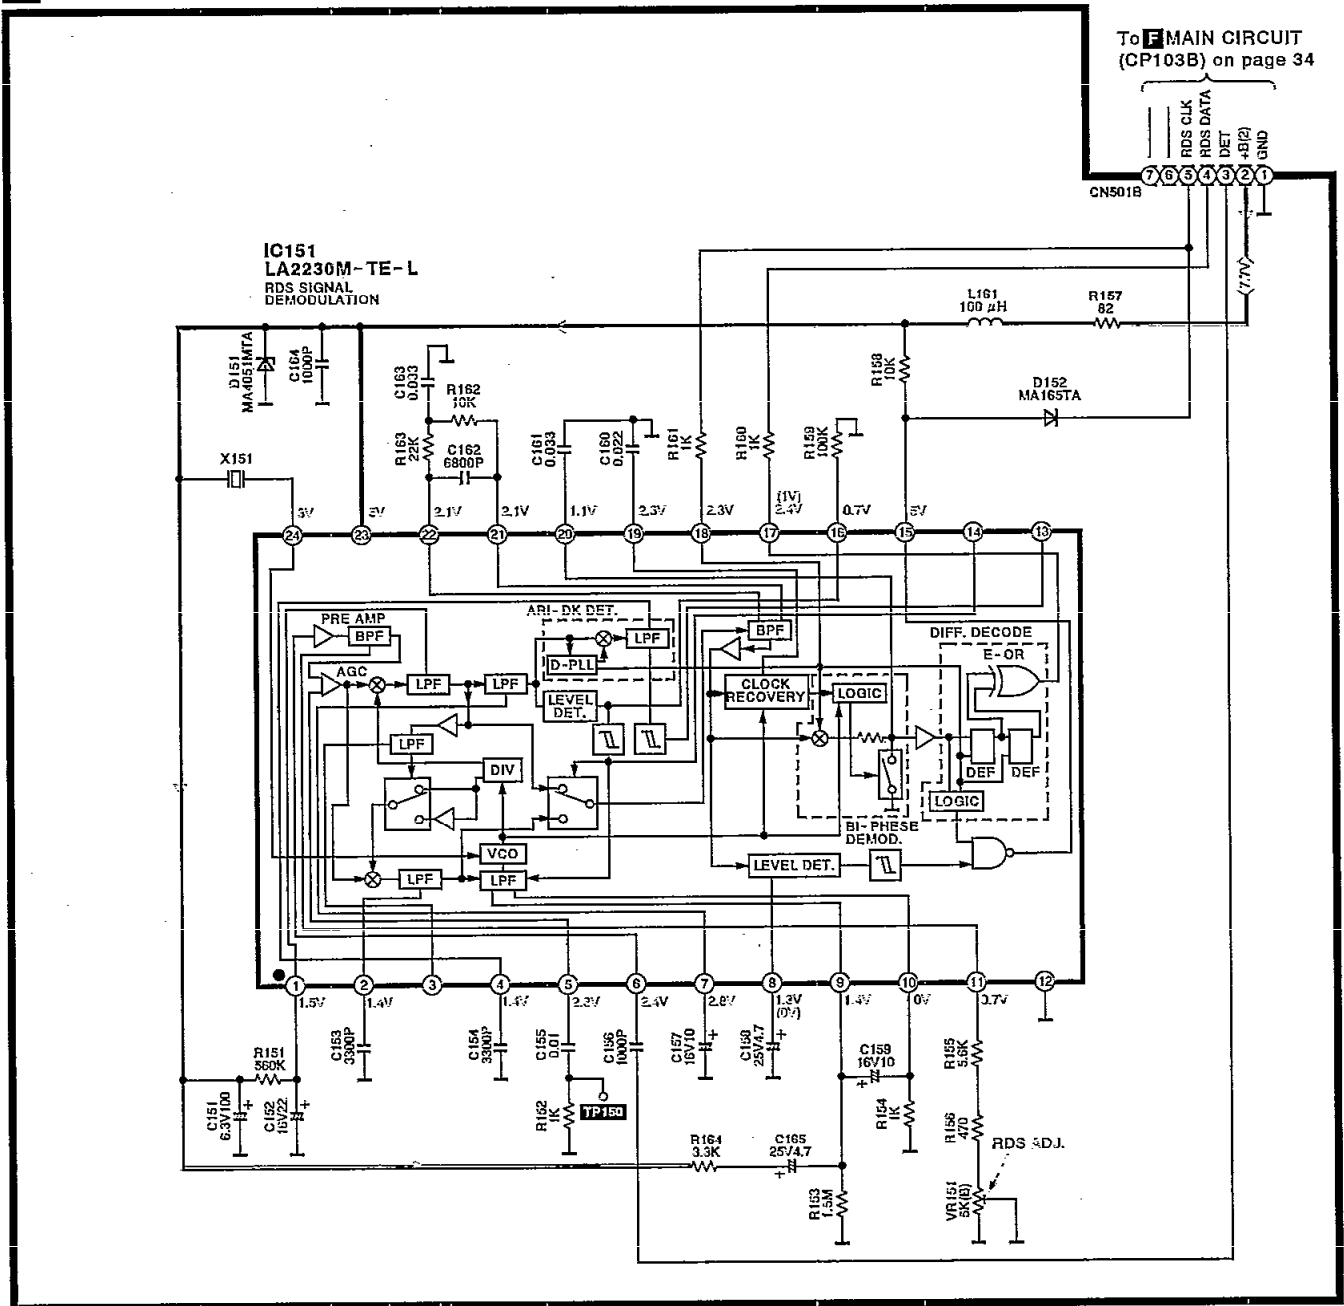 To F MAIN CIRCUIT
(CP103B) on page 34
RDS CLK
RDS DATA
DET
+B(2)
GND
7 6 5 4 3 2 1
CN501B
(7.7V)
IC151
LA2230M-TE-L
RDS SIGNAL
DEMODULATION
L161
100 µH
R157
82
D151
MA4051MTA
C164
1000P
C163
0.033
R162
10K
R163
22K
C162
6800P
C161
0.033
C160
0.022
R161
1K
R160
1K
R159
100K
R158
10K
D152
MA165TA
X151
5V
2.1V
2.1V
1.1V
2.3V
2.3V
(1V)
2.4V
0.7V
5V
24 23 22 21 20 19 18 17 16 15 14 13
PRE AMP
BPF
AGC
LPF
LPF
ARI-DK DET.
LPF
D-PLL
LEVEL
DET.
BPF
CLOCK
RECOVERY
LOGIC
DIFF. DECODE
E-OR
DEF
DEF
LOGIC
LPF
DIV
VCO
LPF
LPF
BI-PHESE
DEMOD.
LEVEL DET.
1 2 3 4 5 6 7 8 9 10 11 12
1.5V
1.4V
1.4V
2.4V
2.8V
1.3V
(0V)
1.4V
0V
0.7V
R151
560K
C151
6.3V100
C152
16V22
C153
3300P
C154
3300P
C155
0.01
R152
1K
TP150
C156
1000P
C157
16V10
C158
25V4.7
C159
16V10
R154
1K
R155
5.6K
R156
470
RDS ADJ.
VR151
5K(B)
R164
3.3K
C165
25V4.7
R153
1.5M